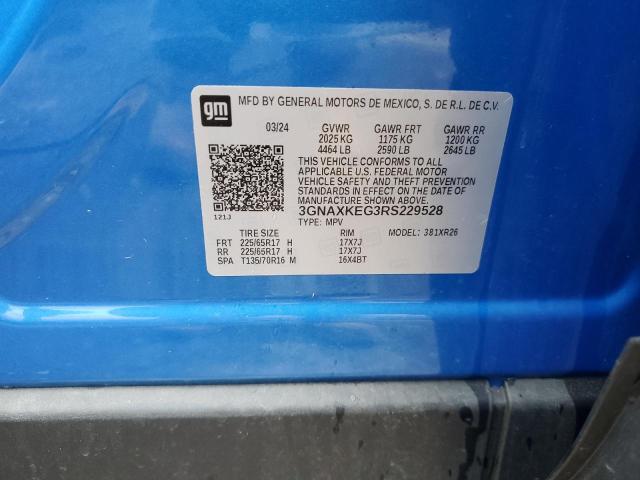 gm
MFD BY GENERAL MOTORS DE MEXICO, S. DE R.L. DE C.V.
03/24 GVWR GAWR FRT GAWR RR
2025 KG 1175 KG 1200 KG
4464 LB 2590 LB 2645 LB
THIS VEHICLE CONFORMS TO ALL
APPLICABLE U.S. FEDERAL MOTOR
VEHICLE SAFETY AND THEFT PREVENTION
STANDARDS IN EFFECT ON THE DATE OF
MANUFACTURE SHOWN ABOVE.
121J 3GNAXKEG3RS229528
TYPE: MPV
TIRE SIZE RIM MODEL: 381XR26
FRT 225/65R17 H 17X7J
RR 225/65R17 H 17X7J
SPA T135/70R16 M 16X4BT